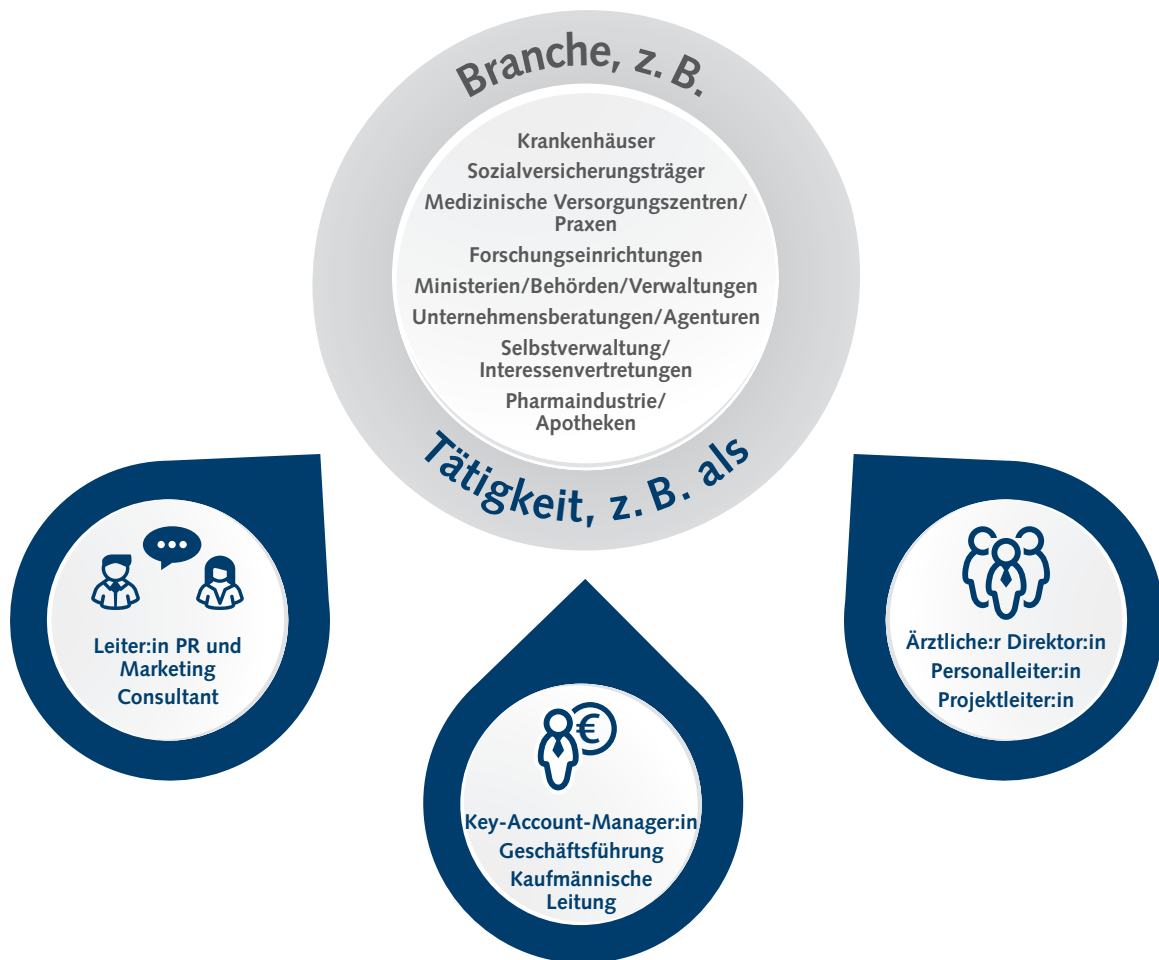 Branche, z. B.
Krankenhäuser
Sozialversicherungsträger
Medizinische Versorgungszentren/
Praxen
Forschungseinrichtungen
Ministerien/Behörden/Verwaltungen
Unternehmensberatungen/Agenturen
Selbstverwaltung/
Interessenvertretungen
Pharmaindustrie/
Apotheken
Tätigkeit, z. B. als
Leiter:in PR und
Marketing
Consultant
€
Key-Account-Manager:in
Geschäftsführung
Kaufmännische
Leitung
Ärztliche:r Direktor:in
Personalleiter:in
Projektleiter:in